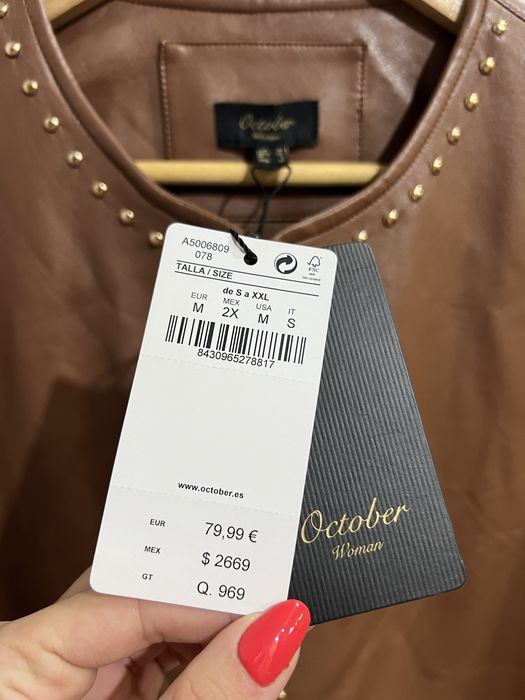 October
A5006809
078
TALLA / SIZE
FSC
de S a XXL
EUR MEX USA IT
M 2X M S
8430965278817
www.october.es
EUR 79,99 €
MEX $ 2669
GT Q. 969
October
Woman